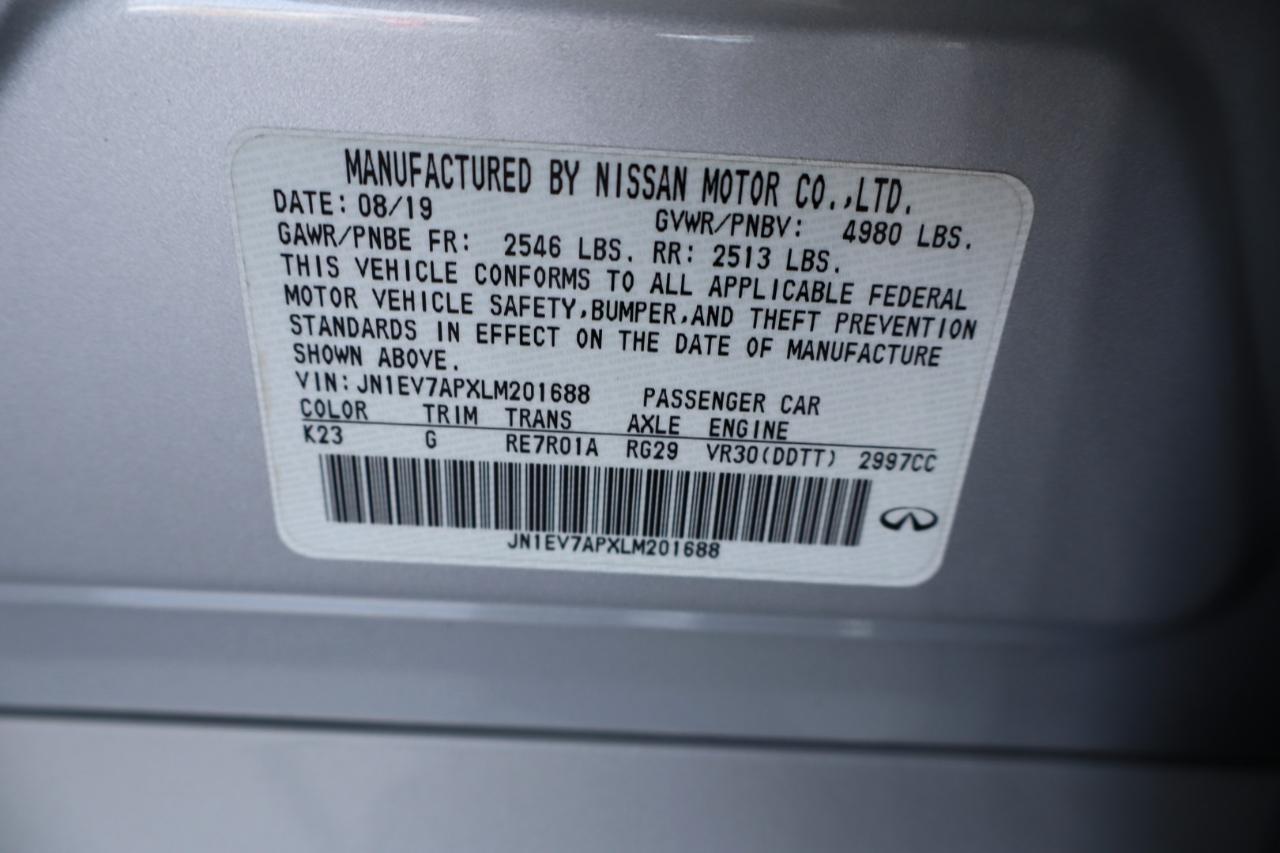 MANUFACTURED BY NISSAN MOTOR CO.,LTD.
DATE: 08/19 GVWR/PNBV: 4980 LBS.
GAWR/PNBE FR: 2546 LBS. RR: 2513 LBS.
THIS VEHICLE CONFORMS TO ALL APPLICABLE FEDERAL
MOTOR VEHICLE SAFETY,BUMPER,AND THEFT PREVENTION
STANDARDS IN EFFECT ON THE DATE OF MANUFACTURE
SHOWN ABOVE.
VIN: JN1EV7APXLM201688 PASSENGER CAR
COLOR TRIM TRANS AXLE ENGINE
K23 G RE7R01A RG29 VR30(DDTT) 2997CC
JN1EV7APXLM201688